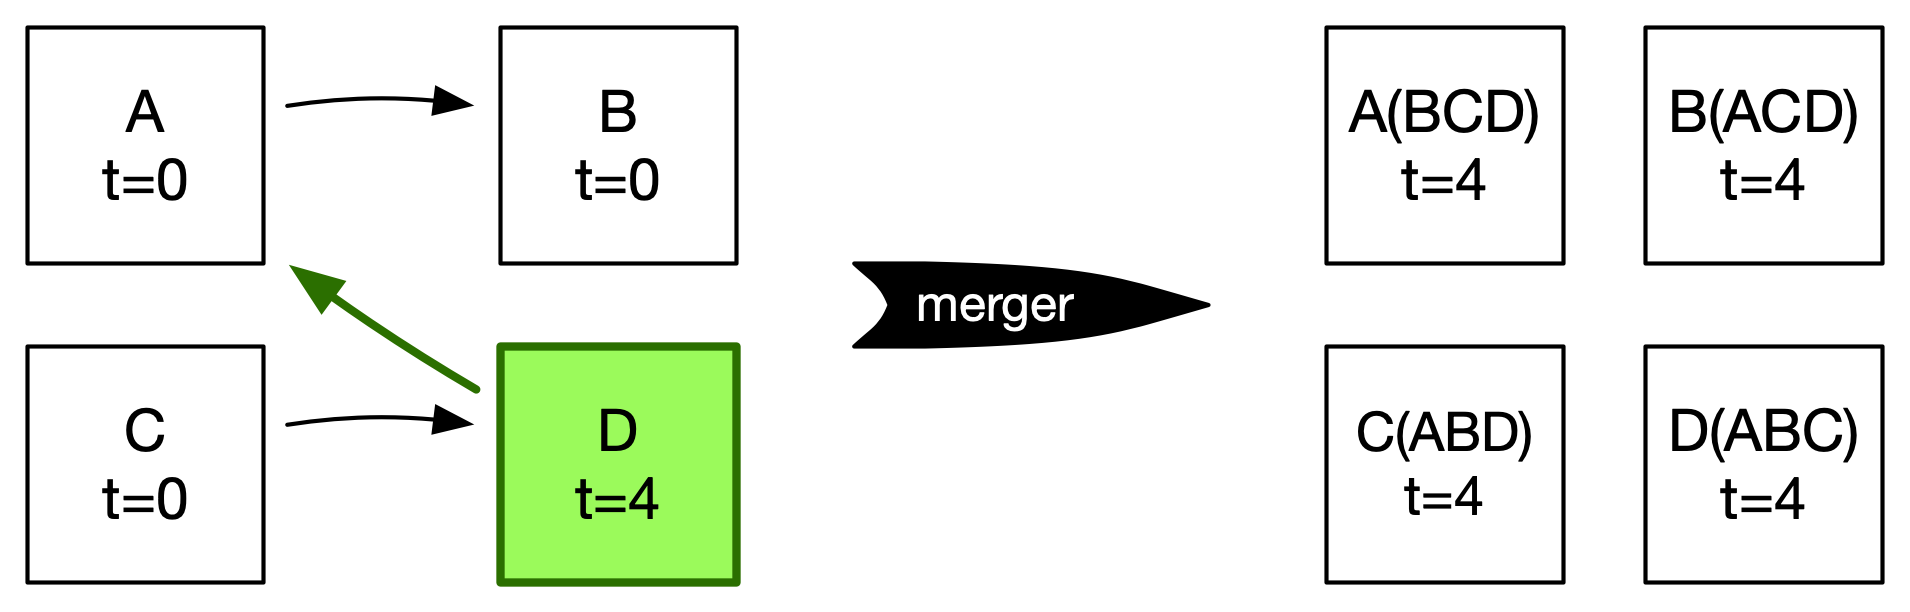 A
t=0
B
t=0
C
t=0
D
t=4
merger
A(BCD)
t=4
B(ACD)
t=4
C(ABD)
t=4
D(ABC)
t=4